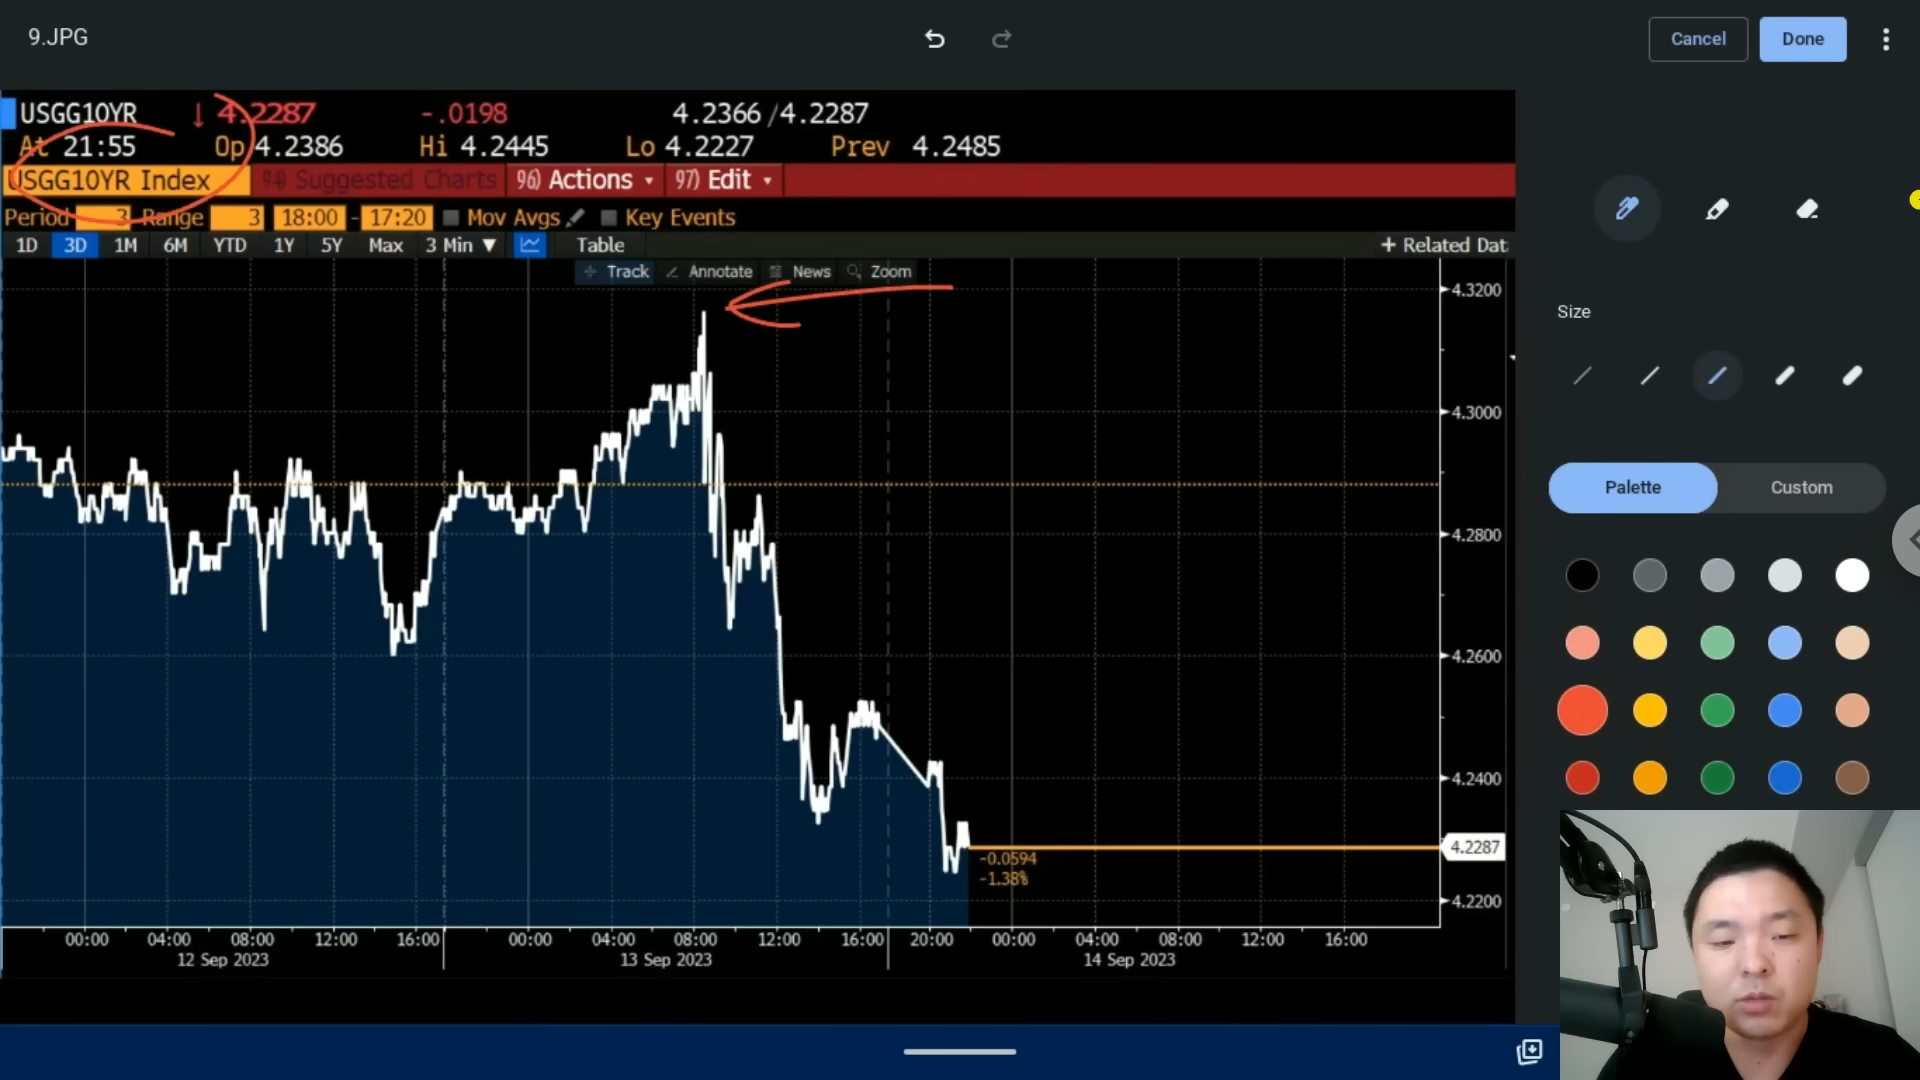 9.JPG
Cancel
Done
USGG10YR ↓ 4.2287 -.0198 4.2366 / 4.2287
At 21:55 Op 4.2386 Hi 4.2445 Lo 4.2227 Prev 4.2485
USGG10YR Index 94) Suggested Charts 96) Actions 97) Edit
Period 3 Range 3 18:00 - 17:20 Mov Avgs Key Events
1D 3D 1M 6M YTD 1Y 5Y Max 3 Min ▼ Table + Related Dat
Track Annotate News Zoom
4.3200
4.3000
4.2800
4.2600
4.2400
4.2287
4.2200
-0.0594
-1.38%
00:00 04:00 08:00 12:00 16:00 00:00 04:00 08:00 12:00 16:00 20:00 00:00 04:00 08:00 12:00 16:00
12 Sep 2023 13 Sep 2023 14 Sep 2023
Size
Palette
Custom